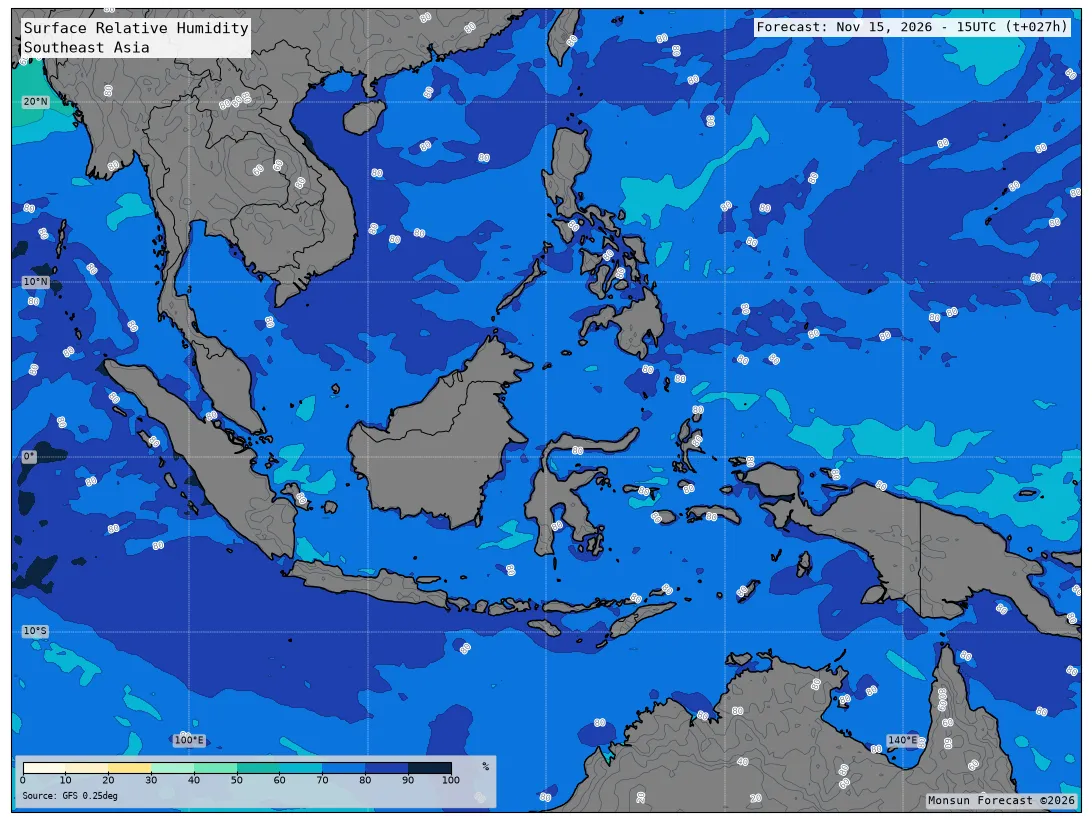 Surface Relative Humidity
Southeast Asia
Forecast: Nov 15, 2026 - 15UTC (t+027h)
20°N
10°N
0°
10°S
100°E
140°E
0 10 20 30 40 50 60 70 80 90 100 %
Source: GFS 0.25deg
Monsun Forecast ©2026